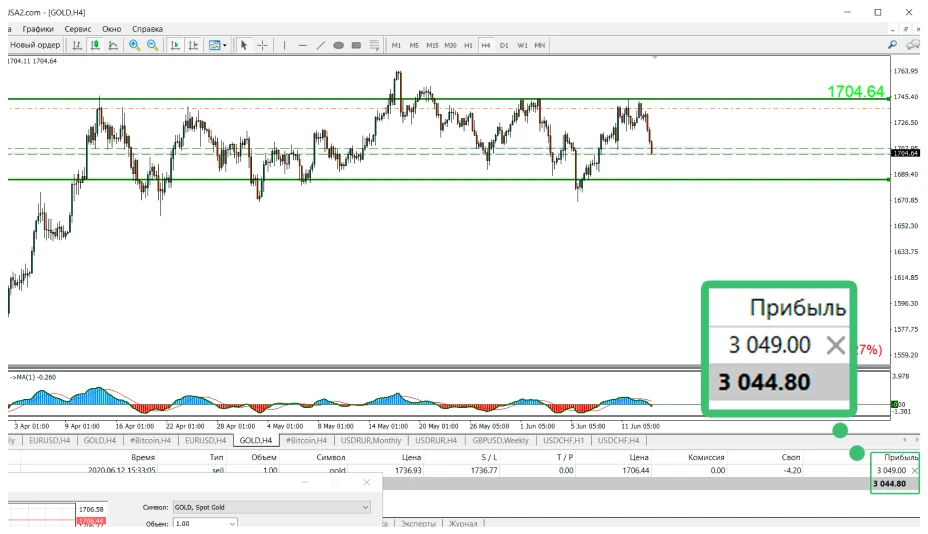 USA2.com - [GOLD,H4]
Графики Сервис Окно Справка
Новый ордер M1 M5 M15 M30 H1 H4 D1 W1 MN
1704.11 1704.64
1763.95
1704.64
1745.40
1726.50
1707.95
1704.64
1689.40
1670.85
1652.30
1633.75
1614.85
1596.30
1577.75
1559.20
Прибыль
3 049.00
27%)
3 044.80
->MA(1) -0.260
3.978
0.00
-1.301
3 Apr 01:00 9 Apr 01:00 16 Apr 01:00 22 Apr 01:00 28 Apr 01:00 4 May 01:00 8 May 01:00 14 May 01:00 20 May 01:00 26 May 05:00 1 Jun 05:00 5 Jun 05:00 11 Jun 05:00
EURUSD,H4 GOLD,H4 #Bitcoin,H4 EURUSD,H4 GOLD,H4 #Bitcoin,H4 USDRUR,Monthly USDRUR,H4 GBPUSD,Weekly USDCHF,H1 USDCHF,H4
Время Тип Объем Символ Цена S / L T / P Цена Комиссия Своп Прибыль
2020.06.12 15:33:05 sell 1.00 gold 1736.93 1736.77 0.00 1706.44 0.00 -4.20 3 049.00
3 044.80
1706.58
Символ: GOLD, Spot Gold
1706.44
Объем: 1.00
Эксперты Журнал